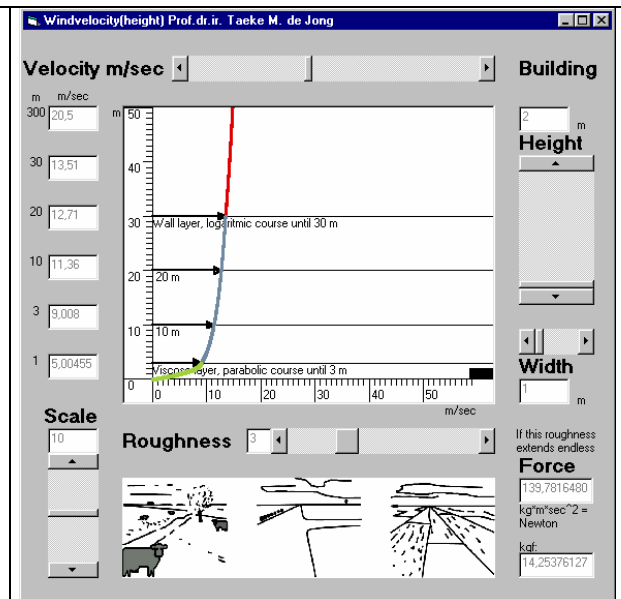 Windvelocity(height) Prof.dr.ir. Taeke M. de Jong
Velocity m/sec
Building
m m/sec
300 20,5
30 13,51
20 12,71
10 11,36
3 9,008
1 5,00455
Scale
10
m
50
40
30
20
10
0
Wall layer, logaritmic course until 30 m
20 m
10 m
Viscose layer, parabolic course until 3 m
0 10 20 30 40 50
m/sec
2
m
Height
Width
1
m
Roughness 3
If this roughness
extends endless
Force
139,7816480
kg*m*sec^2 =
Newton
kgf:
14,25376127